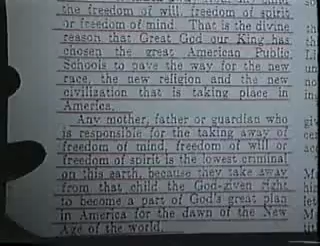 the freedom of will, freedom of spirit
or freedom of mind. That is the divine
reason that Great God our King has
chosen the great American Public
Schools to pave the way for the new
race, the new religion and the new
civilization that is taking place in
America.
Any mother, father or guardian who
is responsible for the taking away of
freedom of mind, freedom of will or
freedom of spirit is the lowest criminal
on this earth, because they take away
from that child the God-given right
to become a part of God's great plan
in America for the dawn of the New
Age of the world.